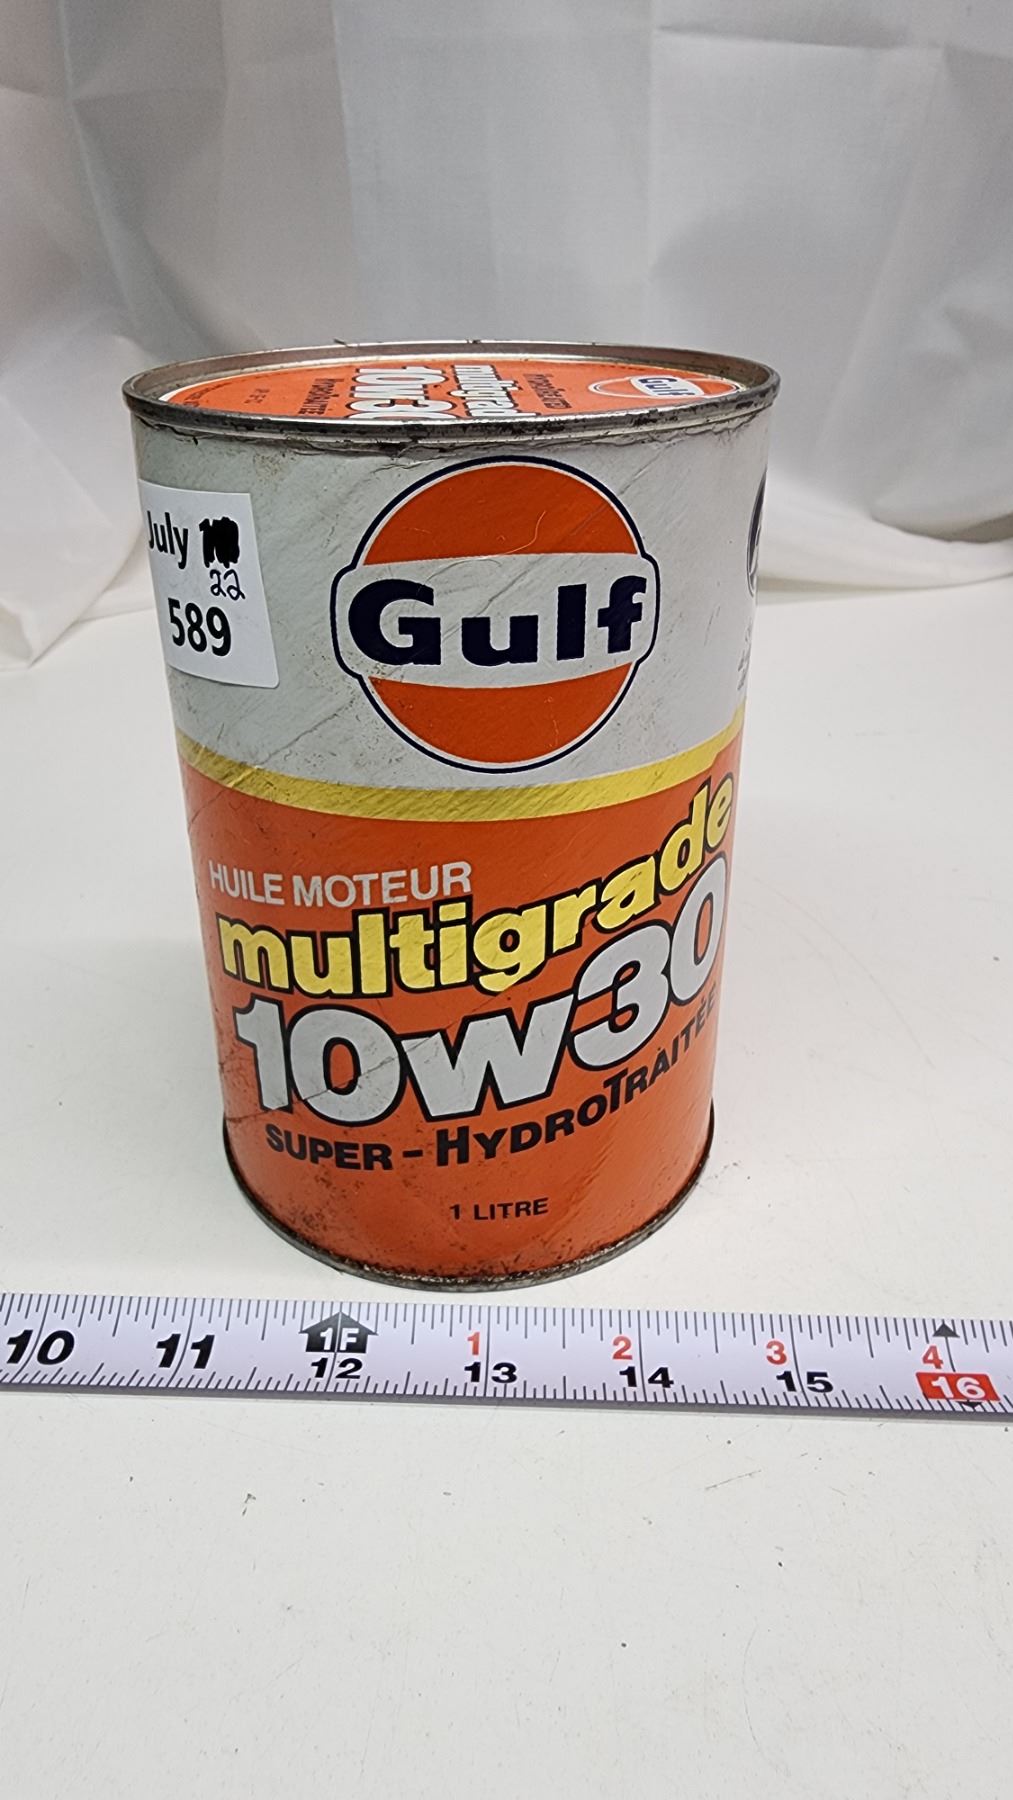 multigrade
10W30
Gulf
July
22
589
Gulf
HUILE MOTEUR
multigrade
10W30
SUPER - HYDROTRAITÉE
1 LITRE
10 11 1F 1 2 3 4
12 13 14 15 16